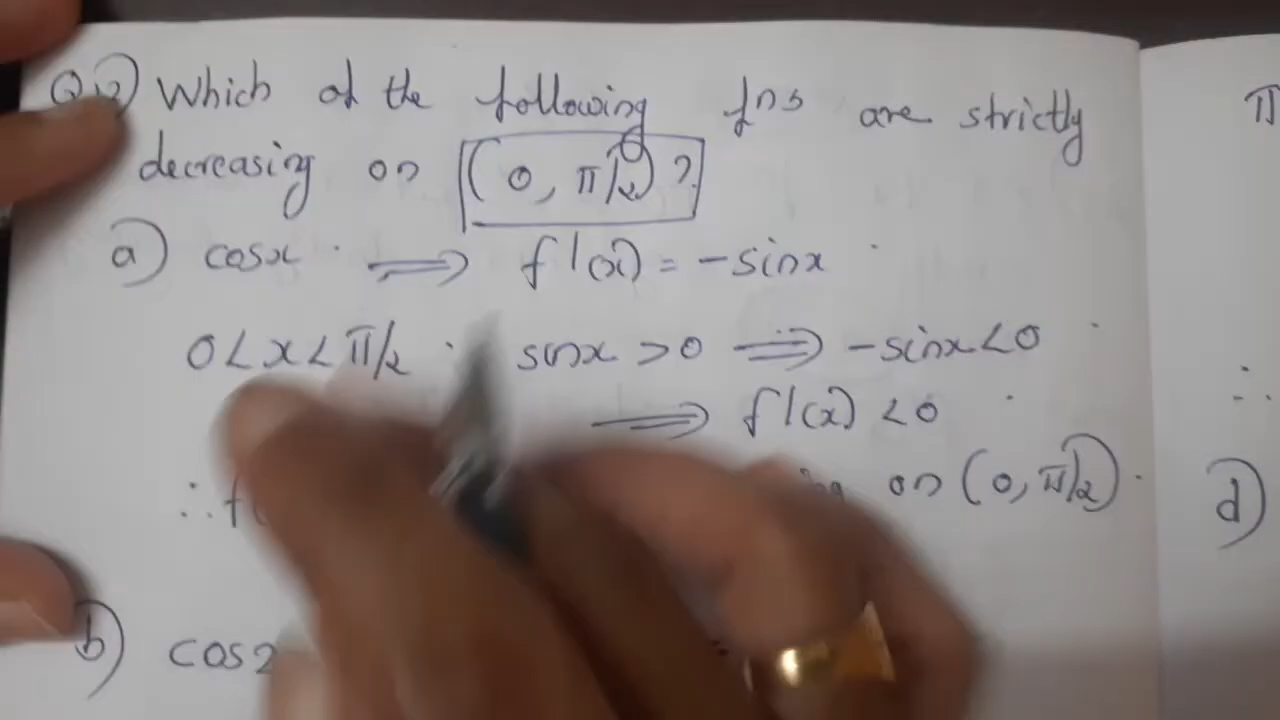 Q12) Which of the following fns are strictly
decreasing on (0, π/2)?
a) cosx ⟹ f'(x) = -sinx
0<x<π/2 sinx > 0 ⟹ -sinx<0
⟹ f'(x) <0
∴ f( on (0, π/2).
b) cos2
π
∴
d)